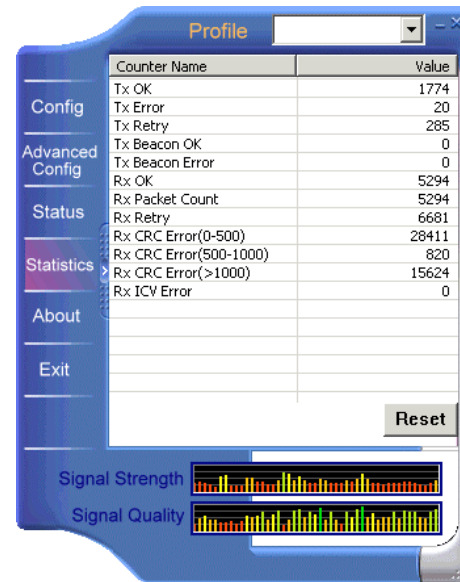 Profile
Counter Name Value
Tx OK 1774
Tx Error 20
Tx Retry 285
Tx Beacon OK 0
Tx Beacon Error 0
Rx OK 5294
Rx Packet Count 5294
Rx Retry 6681
Rx CRC Error(0-500) 28411
Rx CRC Error(500-1000) 820
Rx CRC Error(>1000) 15624
Rx ICV Error 0
Config
Advanced
Config
Status
Statistics
About
Exit
Reset
Signal Strength
Signal Quality